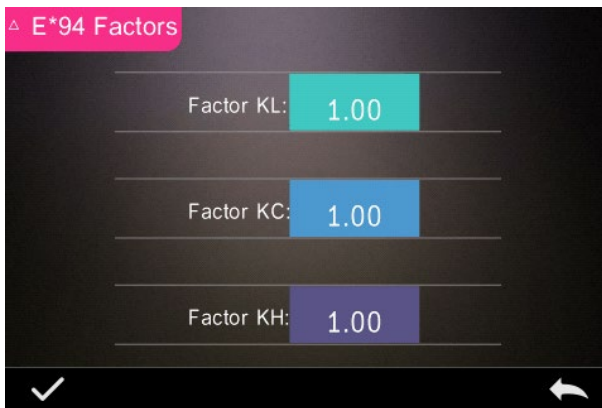 △ E*94 Factors
Factor KL: 1.00
Factor KC: 1.00
Factor KH: 1.00